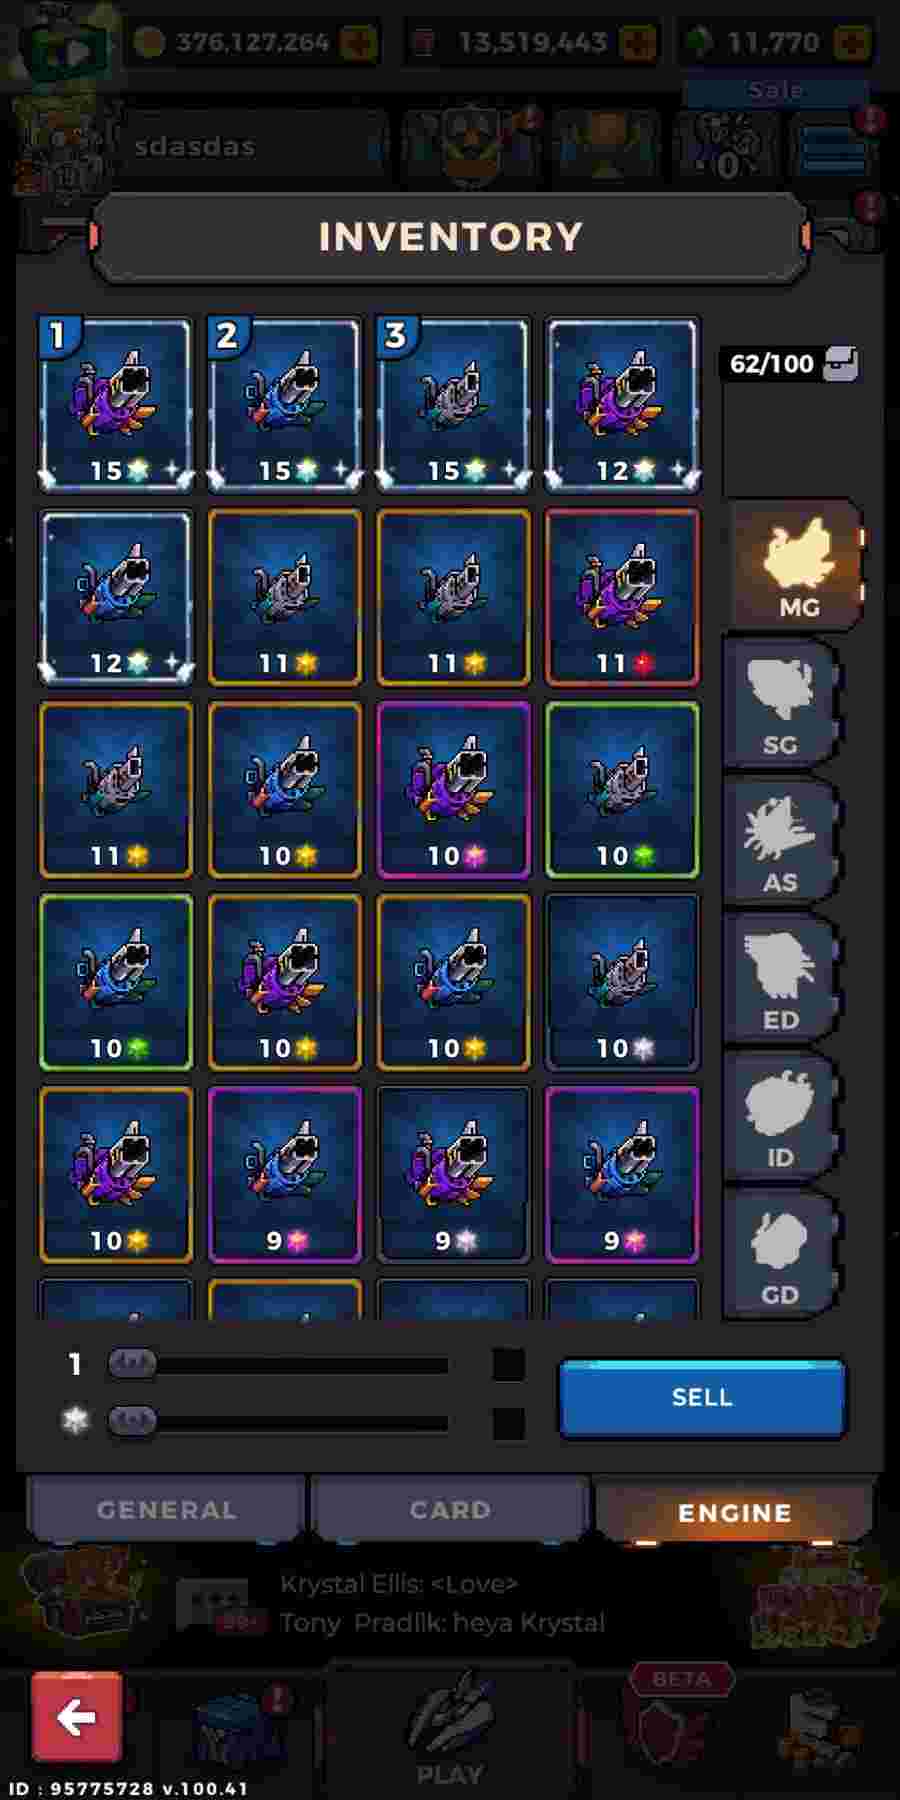 376,127,264 13,519,443 11,770
Sale
sdasdas
0
INVENTORY
1 2 3
62/100
15 15 15 12
MG
12 11 11 11
SG
11 10 10 10
AS
10 10 10 10
ED
10 9 9 9
ID
GD
1
SELL
GENERAL CARD ENGINE
Krystal Ellis: <Love>
Tony Pradlik: heya Krystal
BETA
PLAY
ID : 95775728 v.100.41